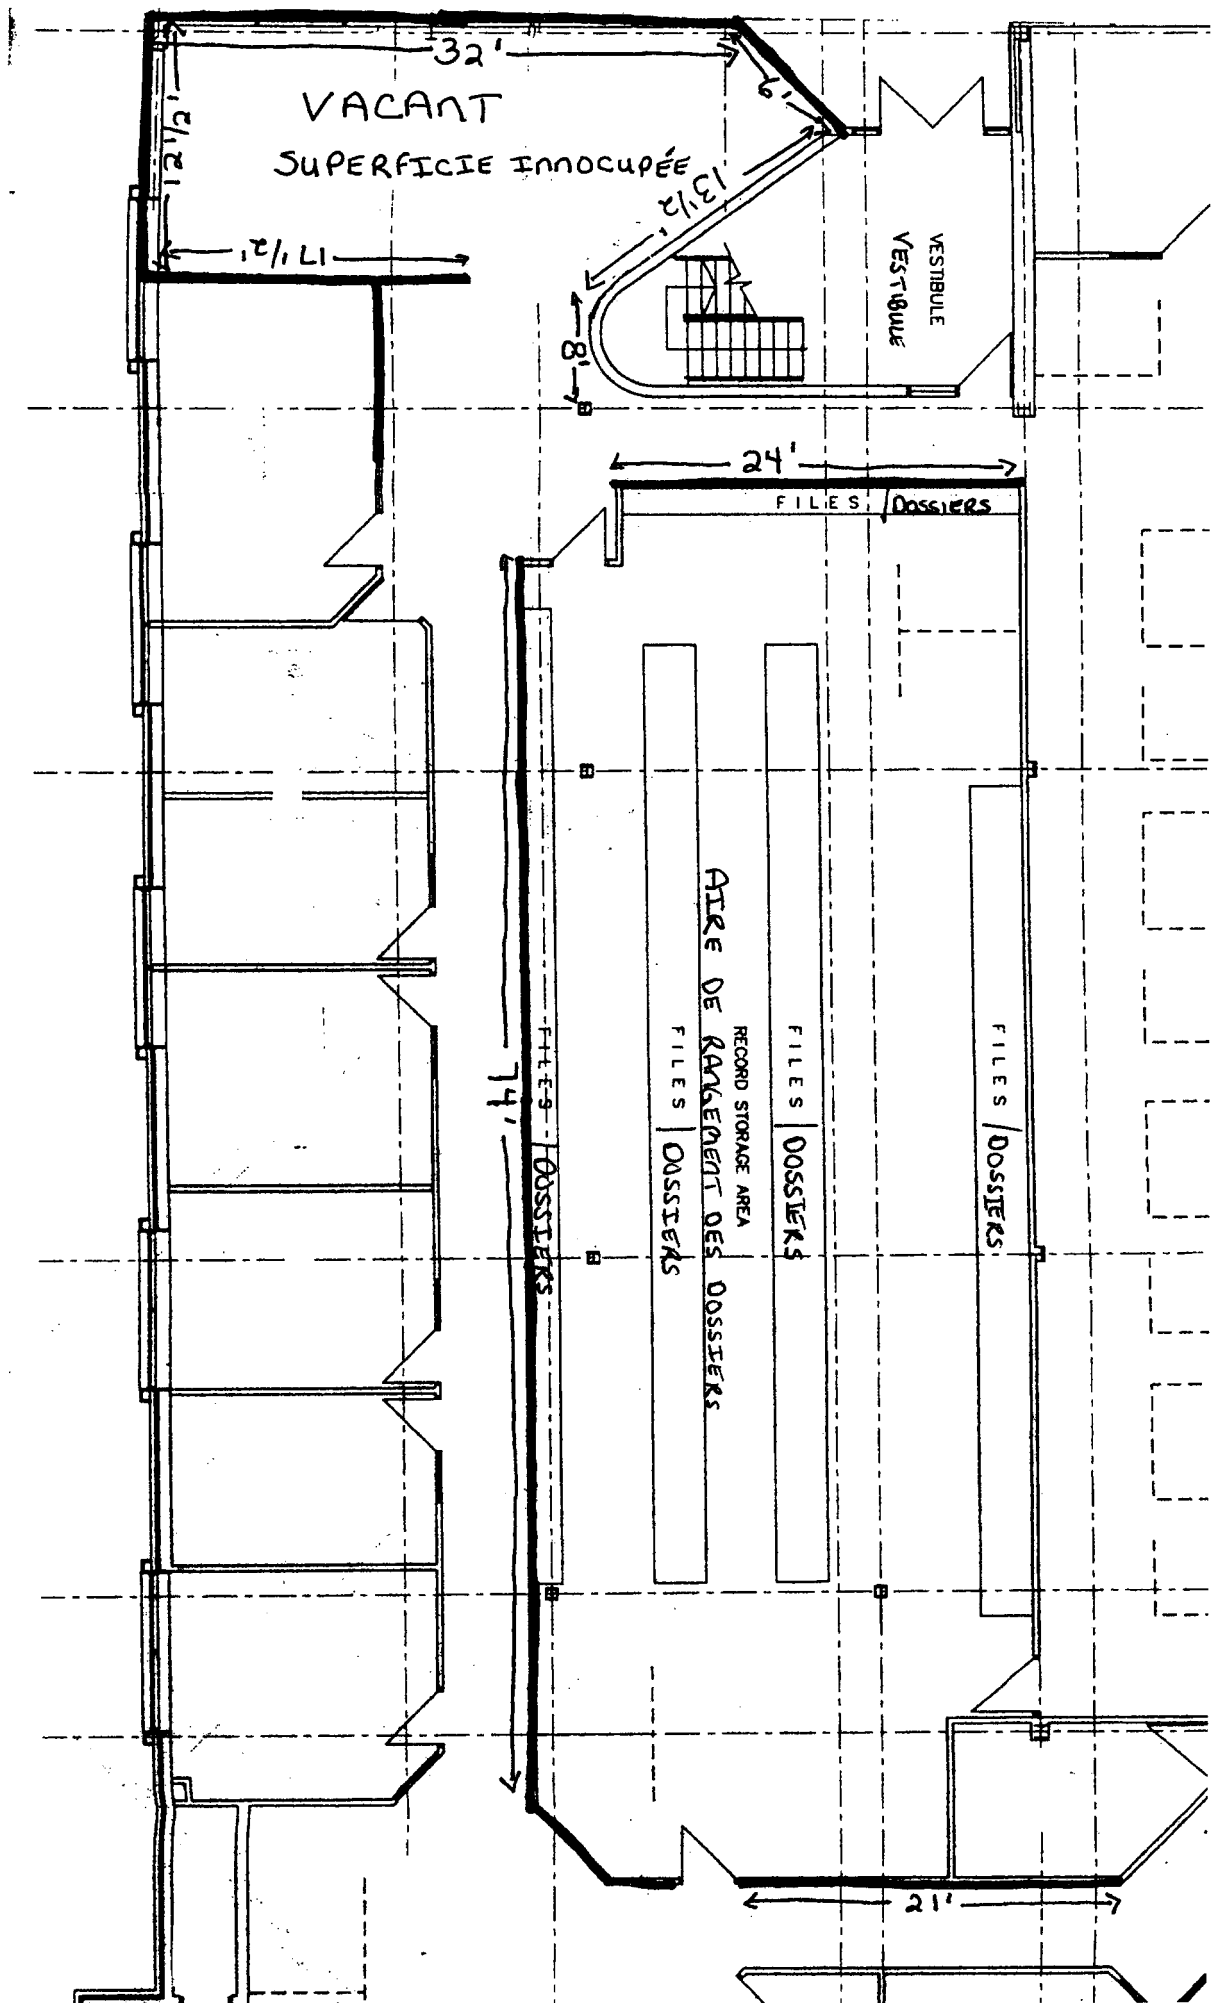 32'
9'
VACANT
SUPERFICIE INNOCUPÉE
12 1/2'
17 1/2'
13 1/2'
8'
VESTIBULE
VESTIBULE
24'
FILES / DOSSIERS
74'
FILES / DOSSIERS
FILES / DOSSIERS
AIRE DE RANGEMENT DES DOSSIERS
RECORD STORAGE AREA
FILES / DOSSIERS
FILES / DOSSIERS
21'